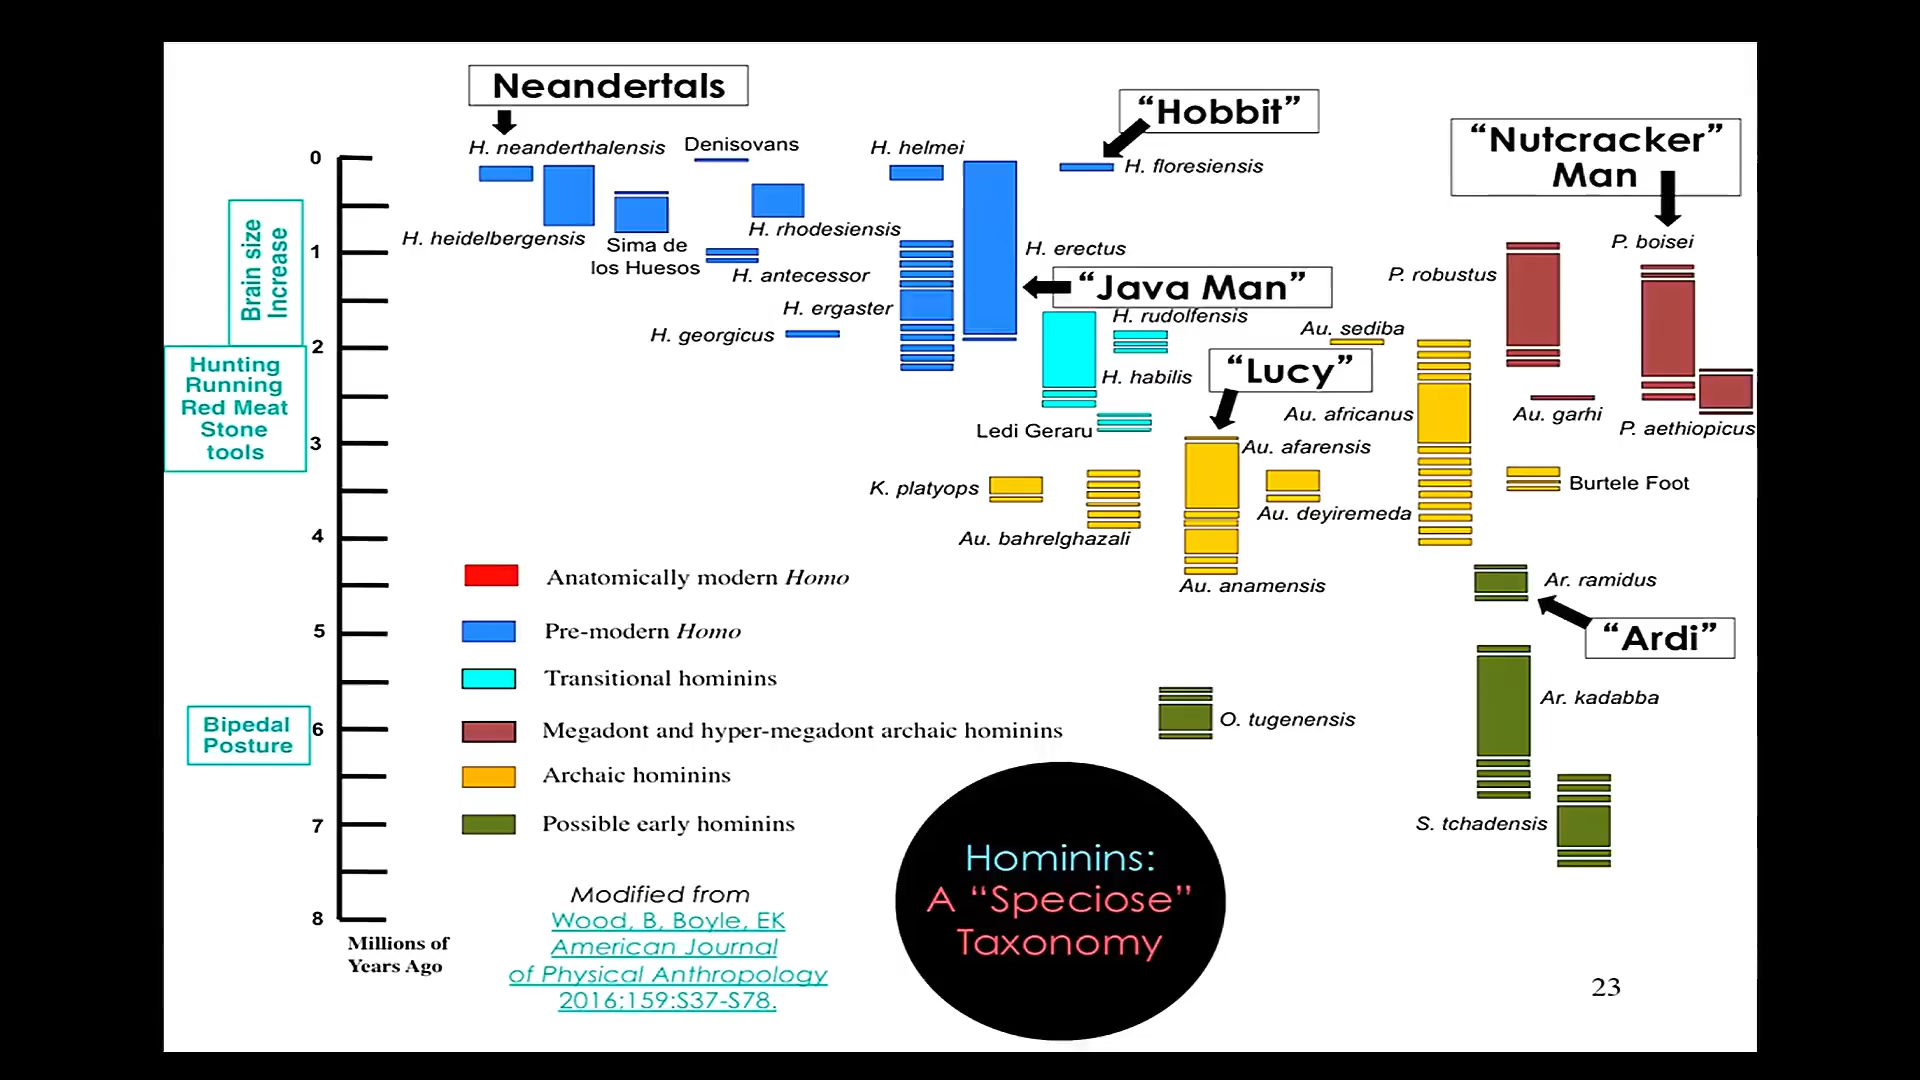 Neandertals
"Hobbit"
"Nutcracker"
Man
H. neanderthalensis
Denisovans
H. helmei
H. floresiensis
0
Brain size
Increase
H. heidelbergensis
Sima de
los Huesos
H. rhodesiensis
H. antecessor
H. erectus
P. boisei
1
P. robustus
"Java Man"
H. ergaster
H. georgicus
H. rudolfensis
Au. sediba
2
Hunting
Running
Red Meat
Stone
tools
"Lucy"
H. habilis
Au. africanus
Au. garhi
P. aethiopicus
Ledi Geraru
3
Au. afarensis
K. platyops
Burtele Foot
Au. deyiremeda
4
Au. bahrelghazali
Au. anamensis
Ar. ramidus
Anatomically modern Homo
5
Pre-modern Homo
"Ardi"
Transitional hominins
Ar. kadabba
Bipedal
Posture
6
Megadont and hyper-megadont archaic hominins
O. tugenensis
Archaic hominins
7
Possible early hominins
S. tchadensis
8
Millions of
Years Ago
Modified from
Wood, B, Boyle, EK
American Journal
of Physical Anthropology
2016;159:S37-S78.
Hominins:
A "Speciose"
Taxonomy
23